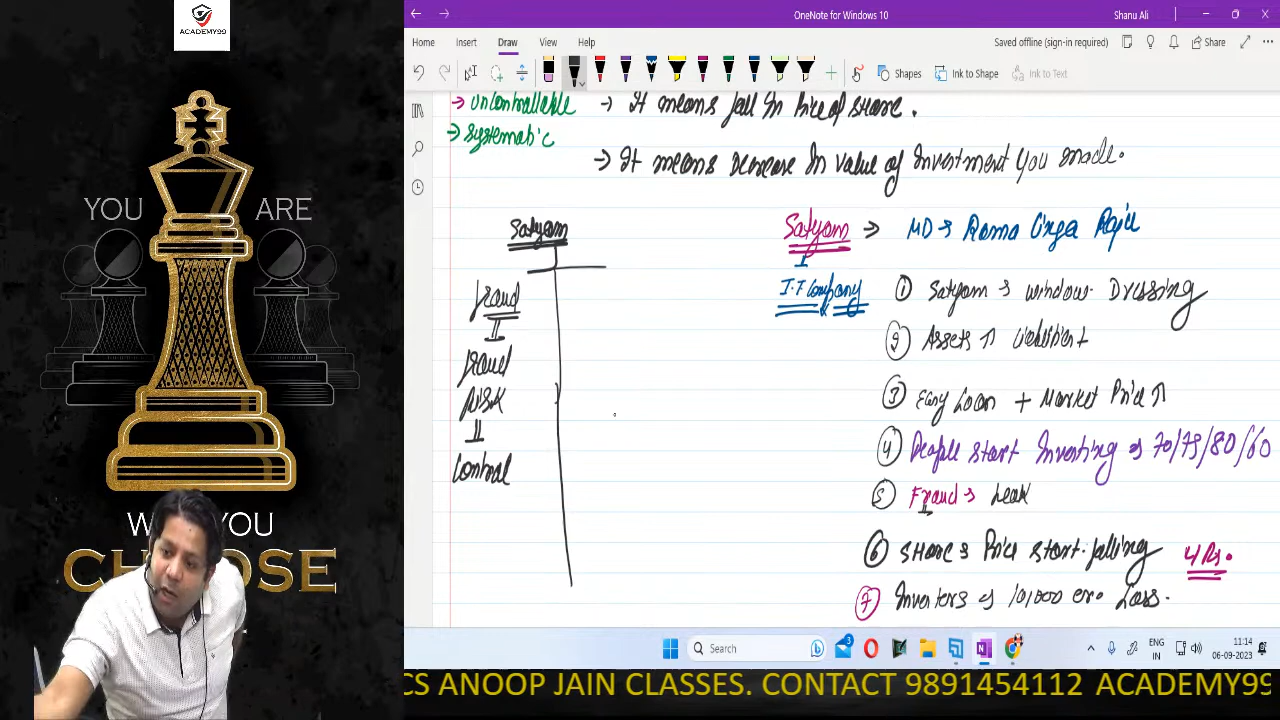 ACADEMY99
YOU ARE
W YOU
CH OSE
OneNote for Windows 10
Shanu Ali
Home Insert Draw View Help
Saved offline (sign-in required)
Share
Shapes
Ink to Shape
Ink to Text
→ Uncontrollable
→ Systematic
→ It means fall In Price of share.
→ It means Decrease In value of Investment you made.
Satyam
fraud
fraud
RISK
Control
Satyam → MD → Rama Linga Raju
I.T Company
① Satyam → window Dressing
② Assets ↑
③ Easy Loan + Market Price ↑
④ People start Investing → 70/75/80/60
⑤ Fraud → Leak
⑥ SHARE → Price start falling 4 Rs.
⑦ Investors → Loss.
Search
3
ENG
IN
11:14
06-09-2023
CS ANOOP JAIN CLASSES. CONTACT 9891454112 ACADEMY99